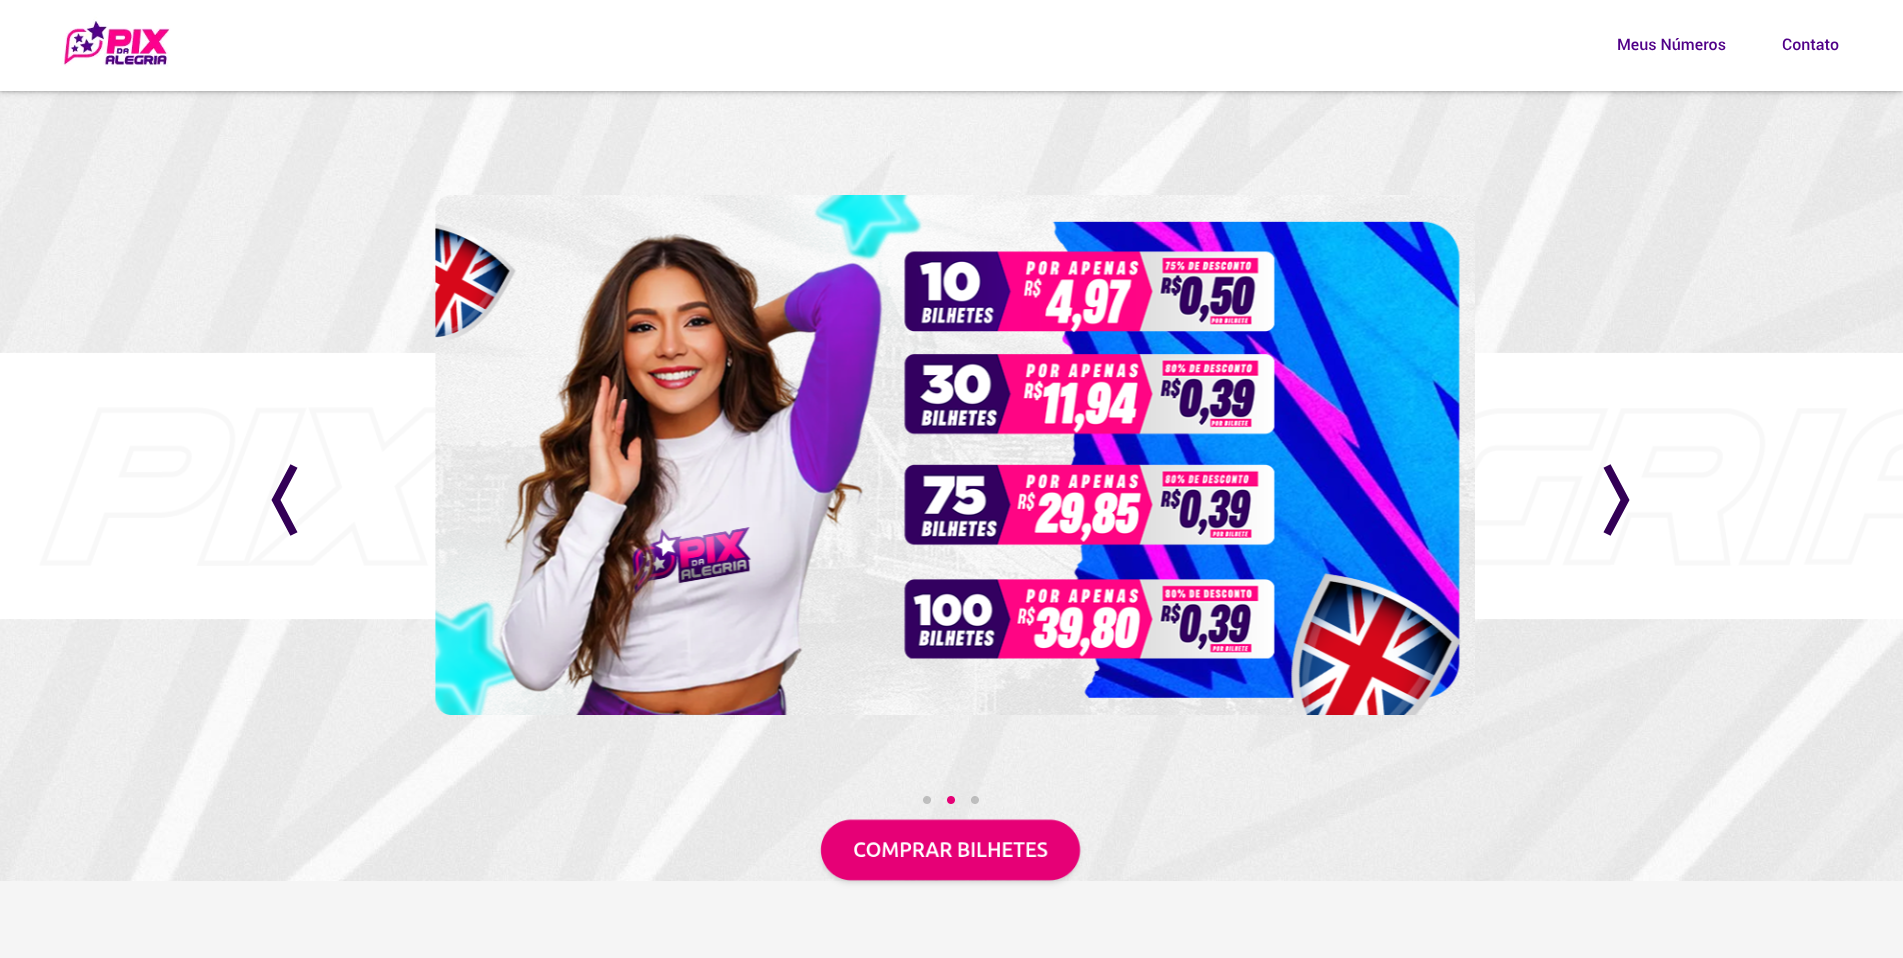 PIX
DA
ALEGRIA
Meus Números
Contato
PIX
GRIA
10
BILHETES
POR APENAS
R$ 4,97
75% DE DESCONTO
R$0,50
POR BILHETE
30
BILHETES
POR APENAS
R$11,94
80% DE DESCONTO
R$0,39
POR BILHETE
75
BILHETES
POR APENAS
R$ 29,85
80% DE DESCONTO
R$0,39
POR BILHETE
100
BILHETES
POR APENAS
R$ 39,80
80% DE DESCONTO
R$0,39
POR BILHETE
PIX
DA
ALEGRIA
COMPRAR BILHETES